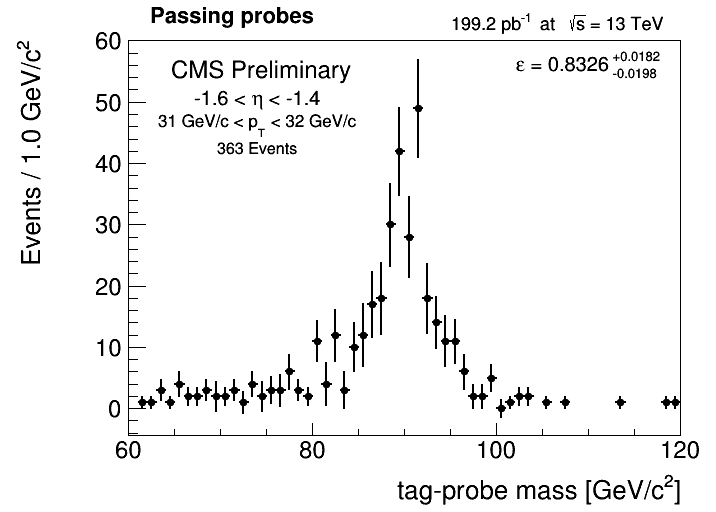 Passing probes
199.2 pb⁻¹ at √s = 13 TeV
CMS Preliminary
-1.6 < η < -1.4
31 GeV/c < p_T < 32 GeV/c
363 Events
ε = 0.8326 +0.0182 -0.0198
Events / 1.0 GeV/c²
60
50
40
30
20
10
0
60 80 100 120
tag-probe mass [GeV/c²]